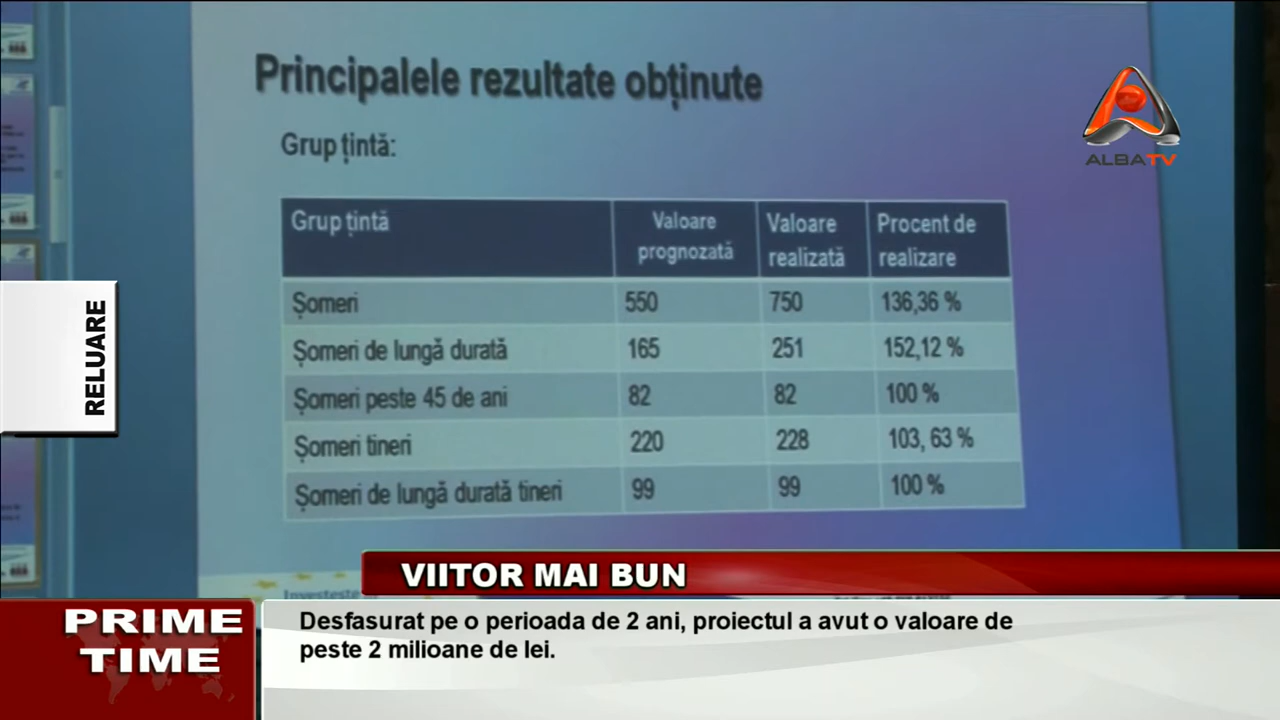 Principalele rezultate obținute
Grup țintă:
ALBATV
Grup țintă
Valoare prognozată
Valoare realizată
Procent de realizare
Șomeri 550 750 136,36 %
Șomeri de lungă durată 165 251 152,12 %
Șomeri peste 45 de ani 82 82 100 %
Șomeri tineri 220 228 103, 63 %
Șomeri de lungă durată tineri 99 99 100 %
RELUARE
VIITOR MAI BUN
PRIME
TIME
Desfasurat pe o perioada de 2 ani, proiectul a avut o valoare de
peste 2 milioane de lei.